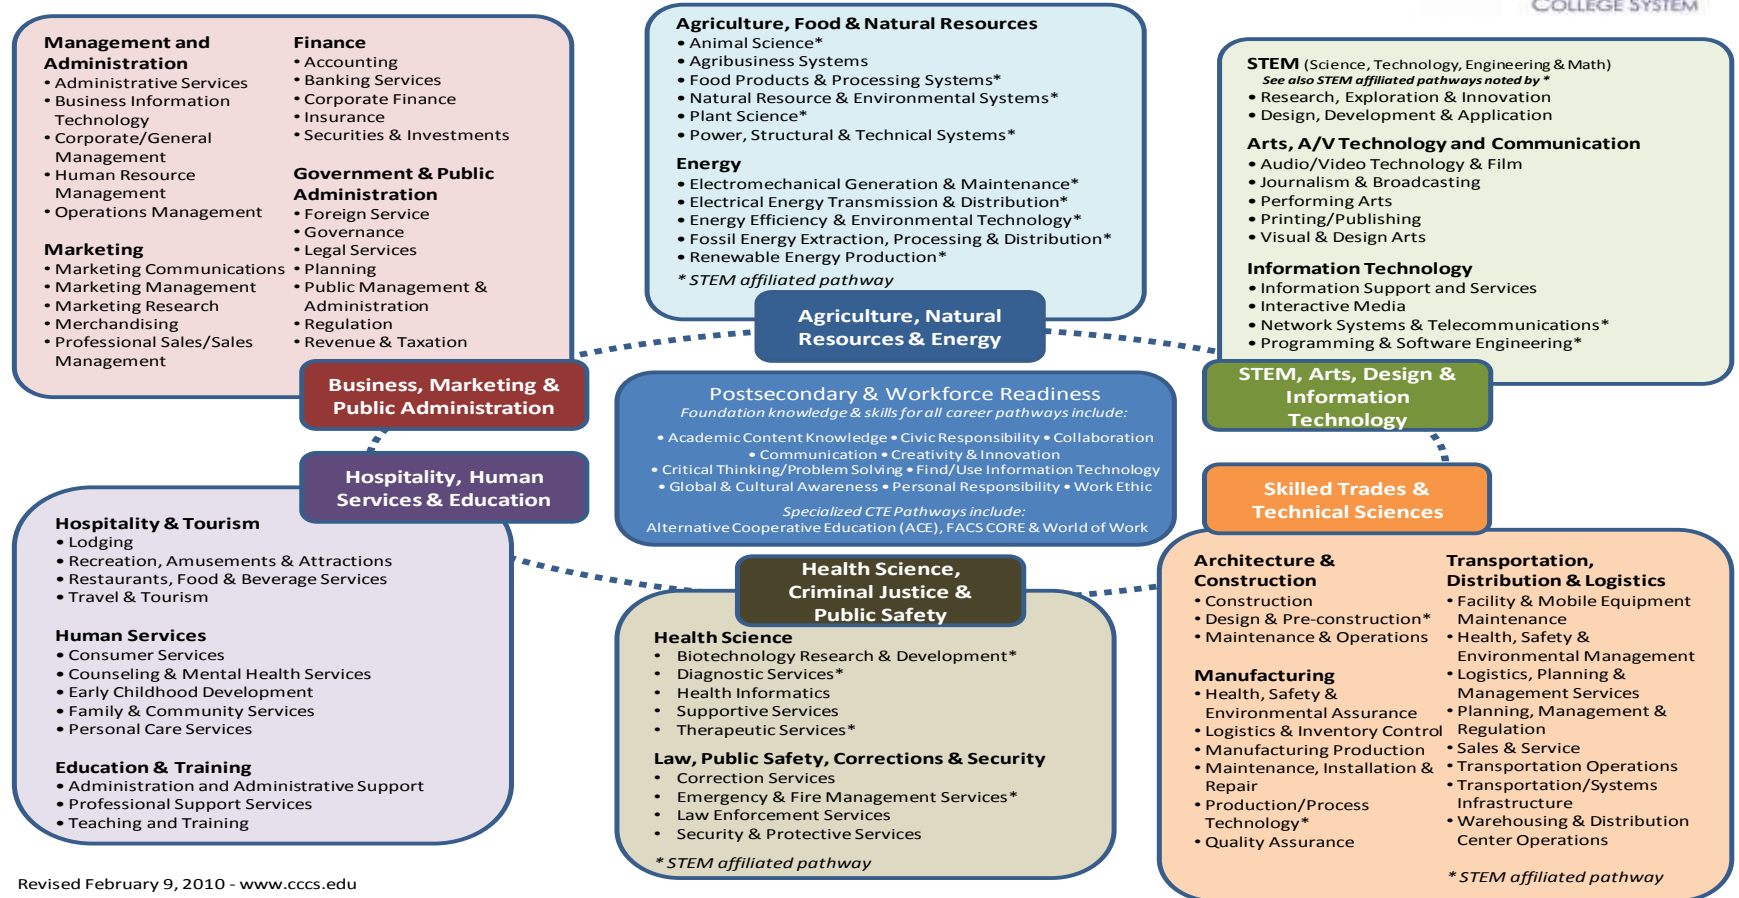 COLLEGE SYSTEM
Management and
Administration
• Administrative Services
• Business Information
Technology
• Corporate/General
Management
• Human Resource
Management
• Operations Management
Marketing
• Marketing Communications
• Marketing Management
• Marketing Research
• Merchandising
• Professional Sales/Sales
Management
Finance
• Accounting
• Banking Services
• Corporate Finance
• Insurance
• Securities & Investments
Government & Public
Administration
• Foreign Service
• Governance
• Legal Services
• Planning
• Public Management &
Administration
• Regulation
• Revenue & Taxation
Business, Marketing &
Public Administration
Agriculture, Food & Natural Resources
• Animal Science*
• Agribusiness Systems
• Food Products & Processing Systems*
• Natural Resource & Environmental Systems*
• Plant Science*
• Power, Structural & Technical Systems*
Energy
• Electromechanical Generation & Maintenance*
• Electrical Energy Transmission & Distribution*
• Energy Efficiency & Environmental Technology*
• Fossil Energy Extraction, Processing & Distribution*
• Renewable Energy Production*
* STEM affiliated pathway
Agriculture, Natural
Resources & Energy
STEM (Science, Technology, Engineering & Math)
See also STEM affiliated pathways noted by *
• Research, Exploration & Innovation
• Design, Development & Application
Arts, A/V Technology and Communication
• Audio/Video Technology & Film
• Journalism & Broadcasting
• Performing Arts
• Printing/Publishing
• Visual & Design Arts
Information Technology
• Information Support and Services
• Interactive Media
• Network Systems & Telecommunications*
• Programming & Software Engineering*
STEM, Arts, Design &
Information
Technology
Postsecondary & Workforce Readiness
Foundation knowledge & skills for all career pathways include:
• Academic Content Knowledge • Civic Responsibility • Collaboration
• Communication • Creativity & Innovation
• Critical Thinking/Problem Solving • Find/Use Information Technology
• Global & Cultural Awareness • Personal Responsibility • Work Ethic
Specialized CTE Pathways include:
Alternative Cooperative Education (ACE), FACS CORE & World of Work
Hospitality, Human
Services & Education
Hospitality & Tourism
• Lodging
• Recreation, Amusements & Attractions
• Restaurants, Food & Beverage Services
• Travel & Tourism
Human Services
• Consumer Services
• Counseling & Mental Health Services
• Early Childhood Development
• Family & Community Services
• Personal Care Services
Education & Training
• Administration and Administrative Support
• Professional Support Services
• Teaching and Training
Health Science,
Criminal Justice &
Public Safety
Health Science
• Biotechnology Research & Development*
• Diagnostic Services*
• Health Informatics
• Supportive Services
• Therapeutic Services*
Law, Public Safety, Corrections & Security
• Correction Services
• Emergency & Fire Management Services*
• Law Enforcement Services
• Security & Protective Services
* STEM affiliated pathway
Skilled Trades &
Technical Sciences
Architecture &
Construction
• Construction
• Design & Pre-construction*
• Maintenance & Operations
Manufacturing
• Health, Safety &
Environmental Assurance
• Logistics & Inventory Control
• Manufacturing Production
• Maintenance, Installation &
Repair
• Production/Process
Technology*
• Quality Assurance
Transportation,
Distribution & Logistics
• Facility & Mobile Equipment
Maintenance
• Health, Safety &
Environmental Management
• Logistics, Planning &
Management Services
• Planning, Management &
Regulation
• Sales & Service
• Transportation Operations
• Transportation/Systems
Infrastructure
• Warehousing & Distribution
Center Operations
* STEM affiliated pathway
Revised February 9, 2010 - www.cccs.edu